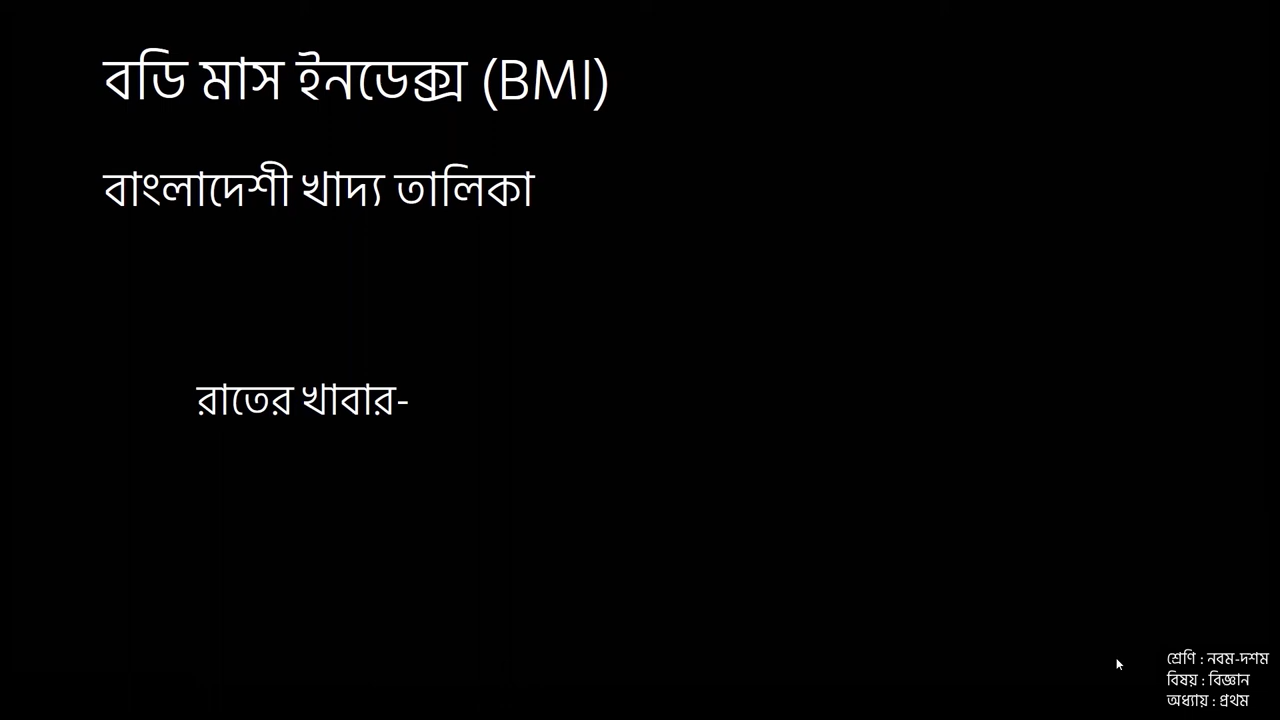 বডি মাস ইনডেক্স (BMI)
বাংলাদেশী খাদ্য তালিকা
রাতের খাবার-
শ্রেণি : নবম-দশম
বিষয় : বিজ্ঞান
অধ্যায় : প্রথম